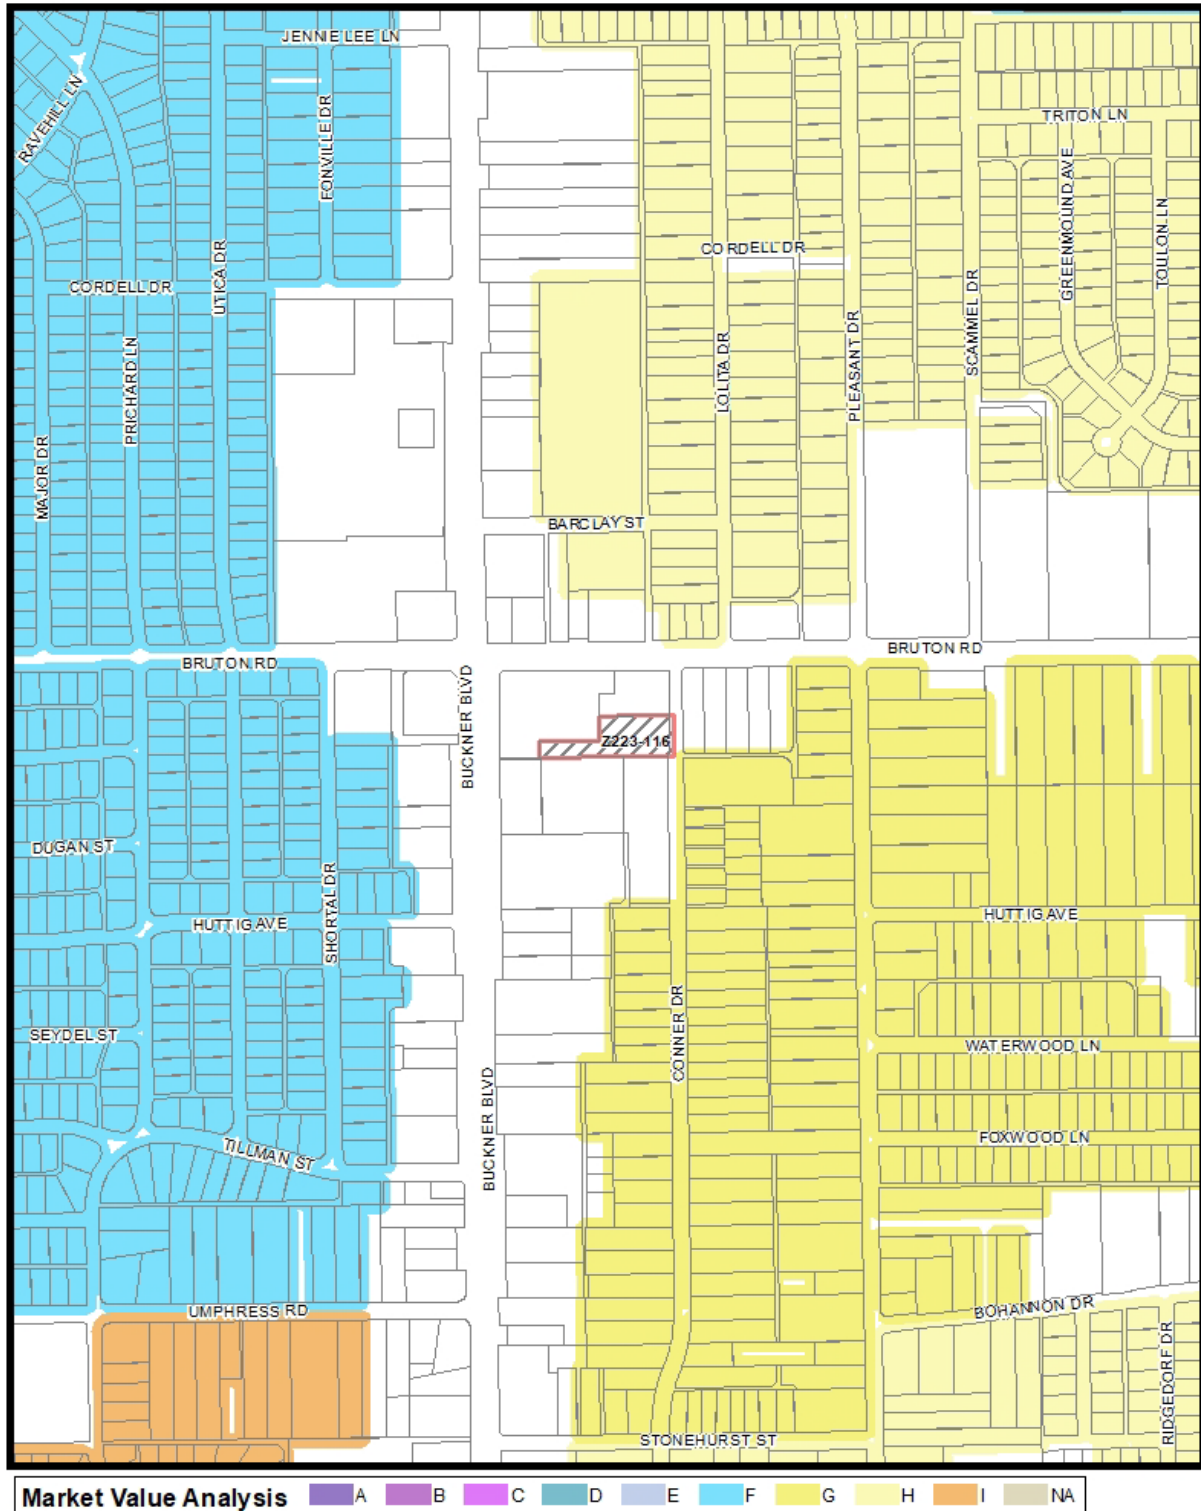 JENNIE LEE LN
RAVEHILL LN
FONVILLE DR
TRITON LN
GREENMOUND AVE
TOULON LN
UTICA DR
CORDELL DR
CORDELL DR
SCAMMEL DR
PRICHARD LN
LOLITA DR
PLEASANT DR
MAJOR DR
BARCLAY ST
BRUTON RD
BRUTON RD
BUCKNER BLVD
Z223-116
DUGAN ST
SHORTAL DR
HUTTIG AVE
HUTTIG AVE
CONNER DR
SEYDEL ST
WATERWOOD LN
BUCKNER BLVD
FOXWOOD LN
TILLMAN ST
UMPHRESS RD
BOHANNON DR
RIDGEDORF DR
STONEHURST ST
Market Value Analysis A B C D E F G H I NA